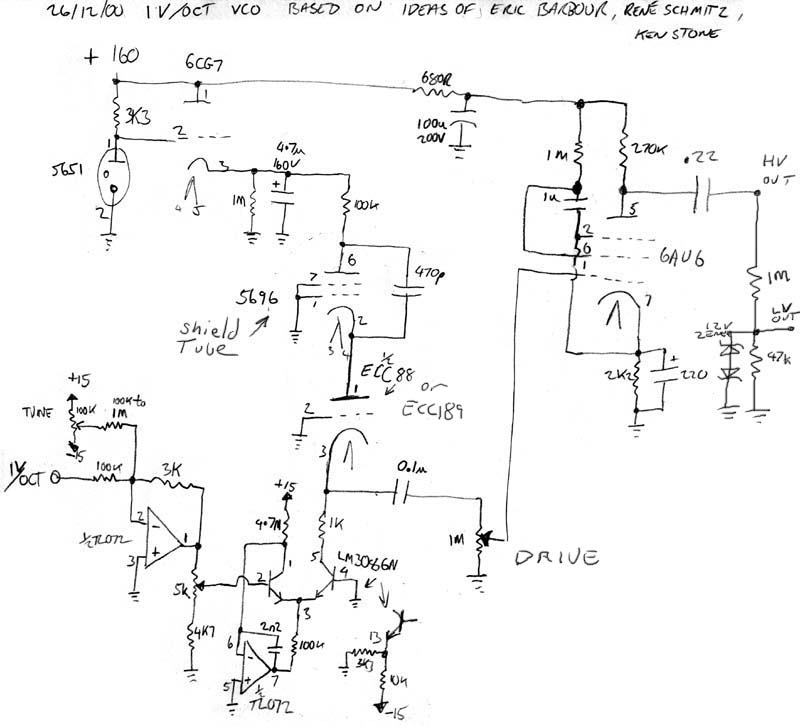 26/12/00 1V/OCT VCO BASED ON IDEAS OF, ERIC BARBOUR, RENÉ SCHMITZ,
KEN STONE
+ 160
6CG7
1
680R
3K3
2
100u
200V
1M
270K
.22
HV
OUT
1
5651
2
3
4 5
4.7u
160V
+
1M
100K
1u
5
2
6
1
6AU6
7
1M
6
7
1
5696
470p
shield
Tube
2
3 4
½
ECC88
or
ECC189
1
2
3
12V
ZENER
LV
OUT
47k
2K2
+
220
+15
TUNE
100K
100K to
1M
-15
1V
/OCT
100K
3K
0.1u
2
-
1
3
+
½TL072
+15
4.7M
1K
1M
DRIVE
5
LM3086N
5K
2
1
4
3
4K7
6
2n2
100K
-
5
+
7
½
TL072
13
3K3
10K
-15